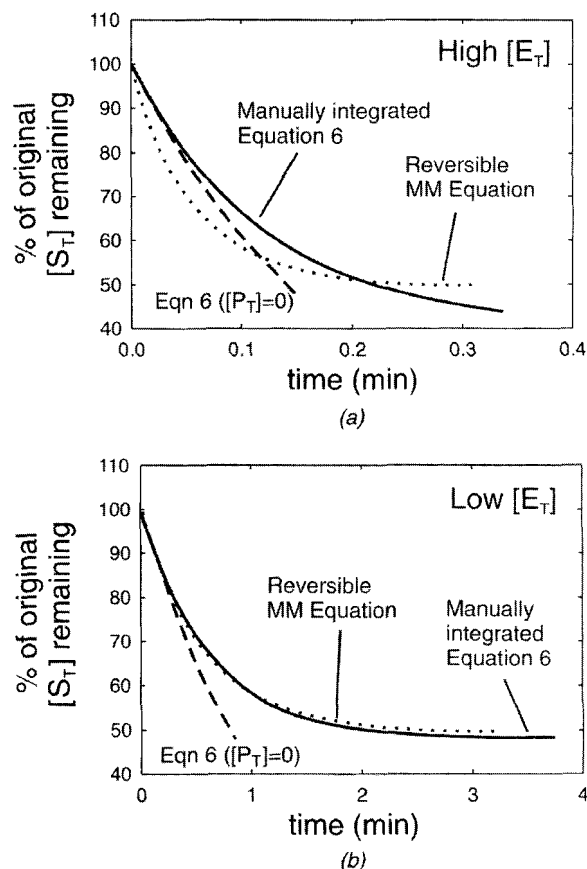 High [E_T]
% of original
[S_T] remaining
110
100
90
80
70
60
50
40
Manually integrated
Equation 6
Reversible
MM Equation
Eqn 6 ([P_T]=0)
0.0
0.1
0.2
0.3
0.4
time (min)
(a)
Low [E_T]
% of original
[S_T] remaining
110
100
90
80
70
60
50
40
Reversible
MM Equation
Manually
integrated
Equation 6
Eqn 6 ([P_T]=0)
0
1
2
3
4
time (min)
(b)